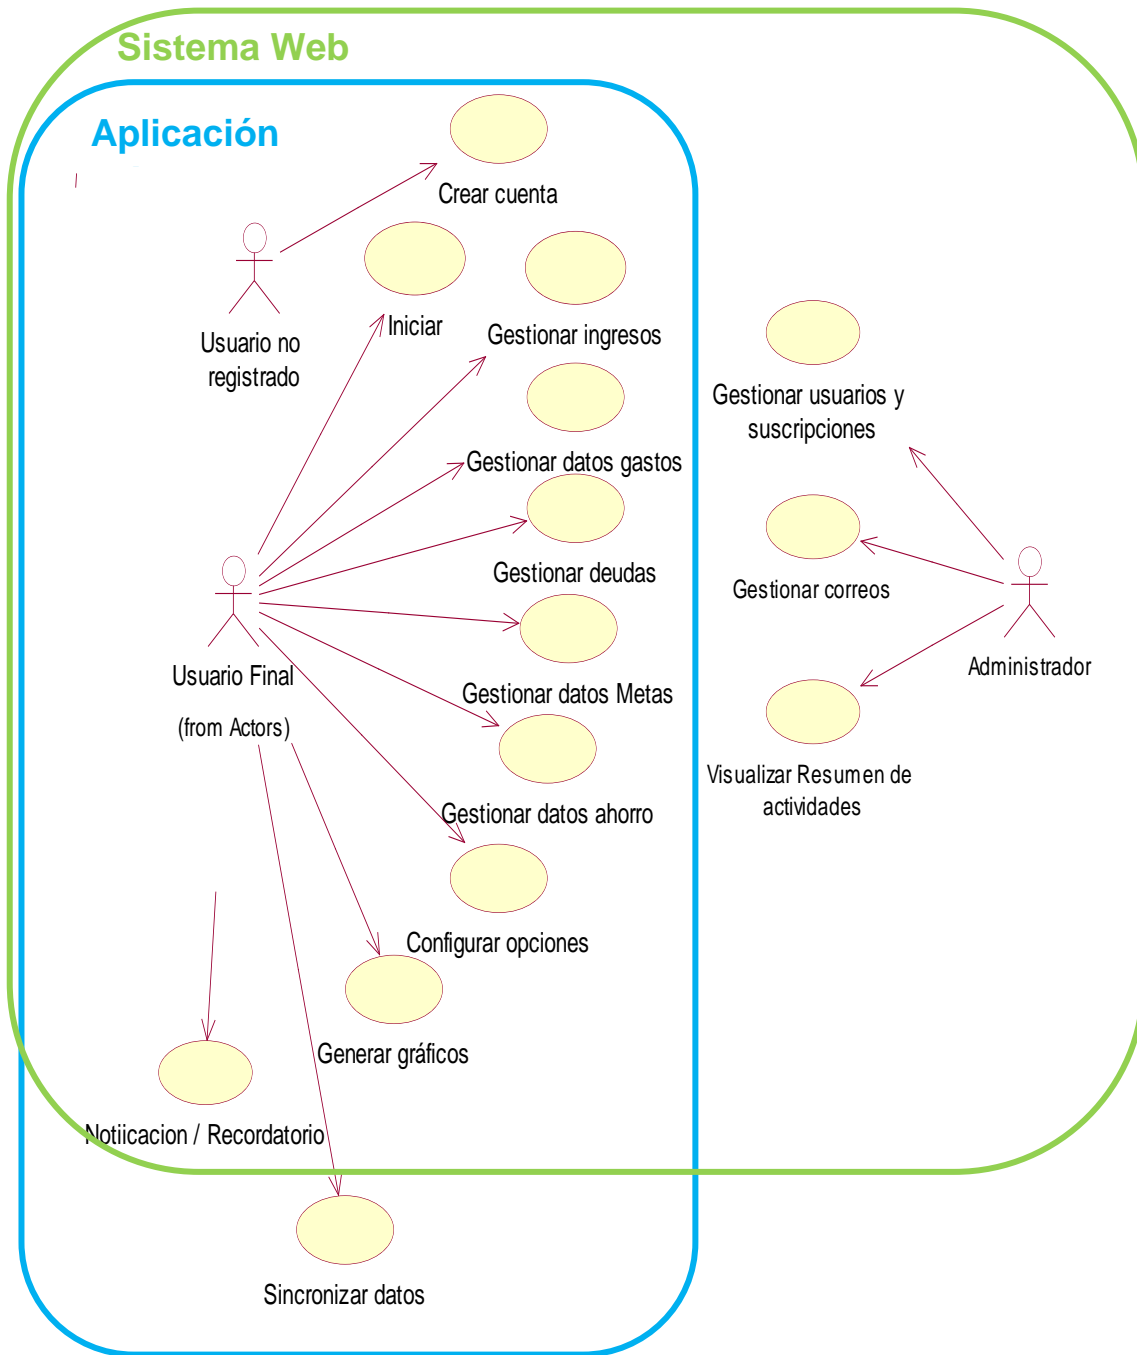 Sistema Web
Aplicación
Crear cuenta
Iniciar
Gestionar ingresos
Usuario no
registrado
Gestionar usuarios y
suscripciones
Gestionar datos gastos
Gestionar deudas
Gestionar correos
Usuario Final
(from Actors)
Administrador
Gestionar datos Metas
Visualizar Resumen de
actividades
Gestionar datos ahorro
Configurar opciones
Generar gráficos
Notiicacion / Recordatorio
Sincronizar datos